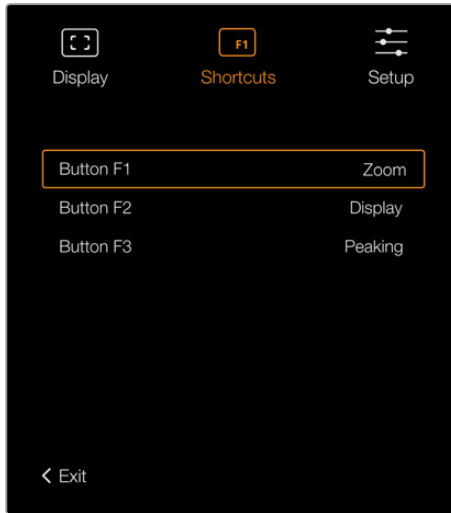 F1
Display Shortcuts Setup
Button F1 Zoom
Button F2 Display
Button F3 Peaking
Exit